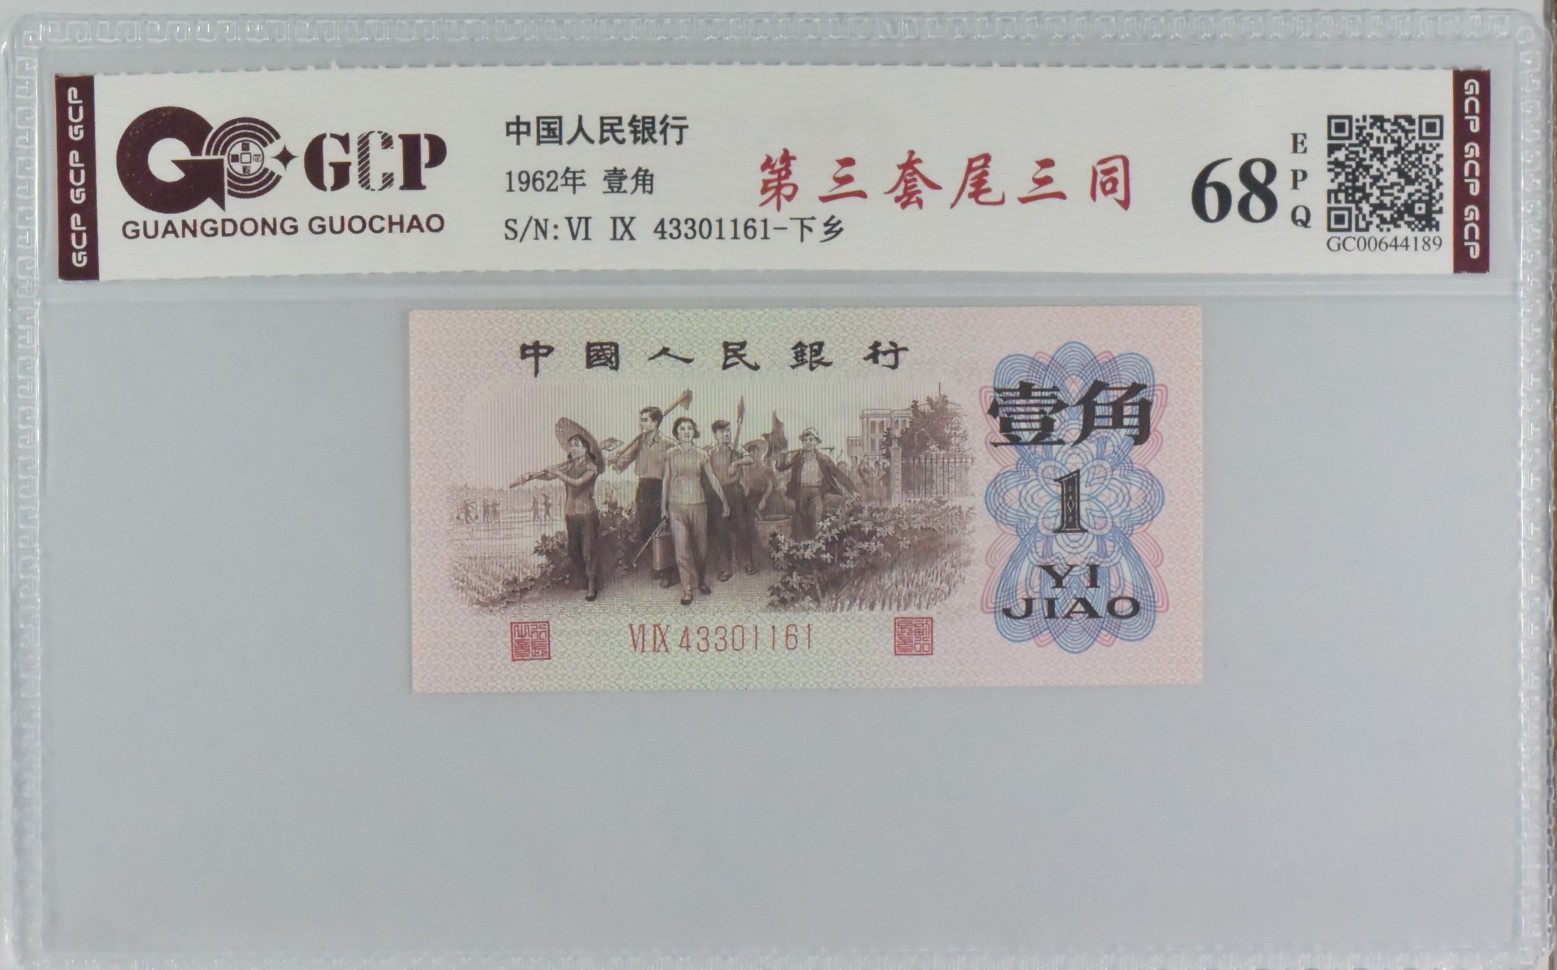 GCP GCP GCP
GCP
GUANGDONG GUOCHAO
中国人民银行
1962年 壹角
S/N: VI IX 43301161-下乡
第三套尾三同
68
EPQ
GC00644189
GCP GCP GCP
中國人民銀行
壹角
1
YI
JIAO
VI IX 43301161